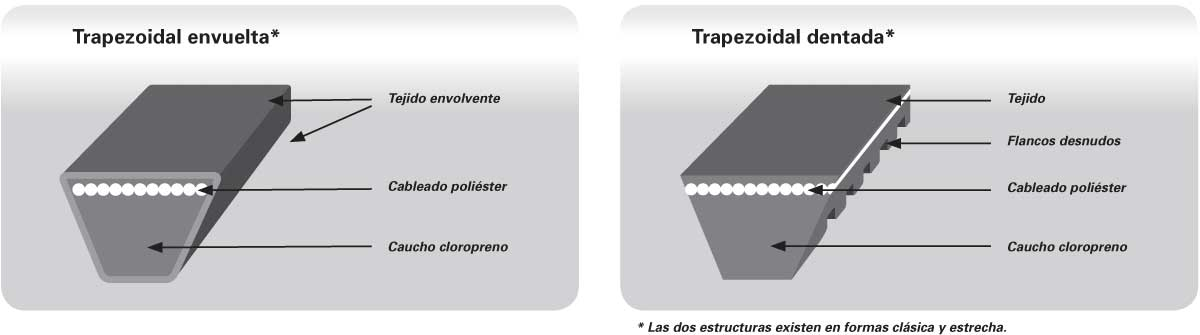 Trapezoidal envuelta*
Tejido envolvente
Cableado poliéster
Caucho cloropreno
Trapezoidal dentada*
Tejido
Flancos desnudos
Cableado poliéster
Caucho cloropreno
* Las dos estructuras existen en formas clásica y estrecha.